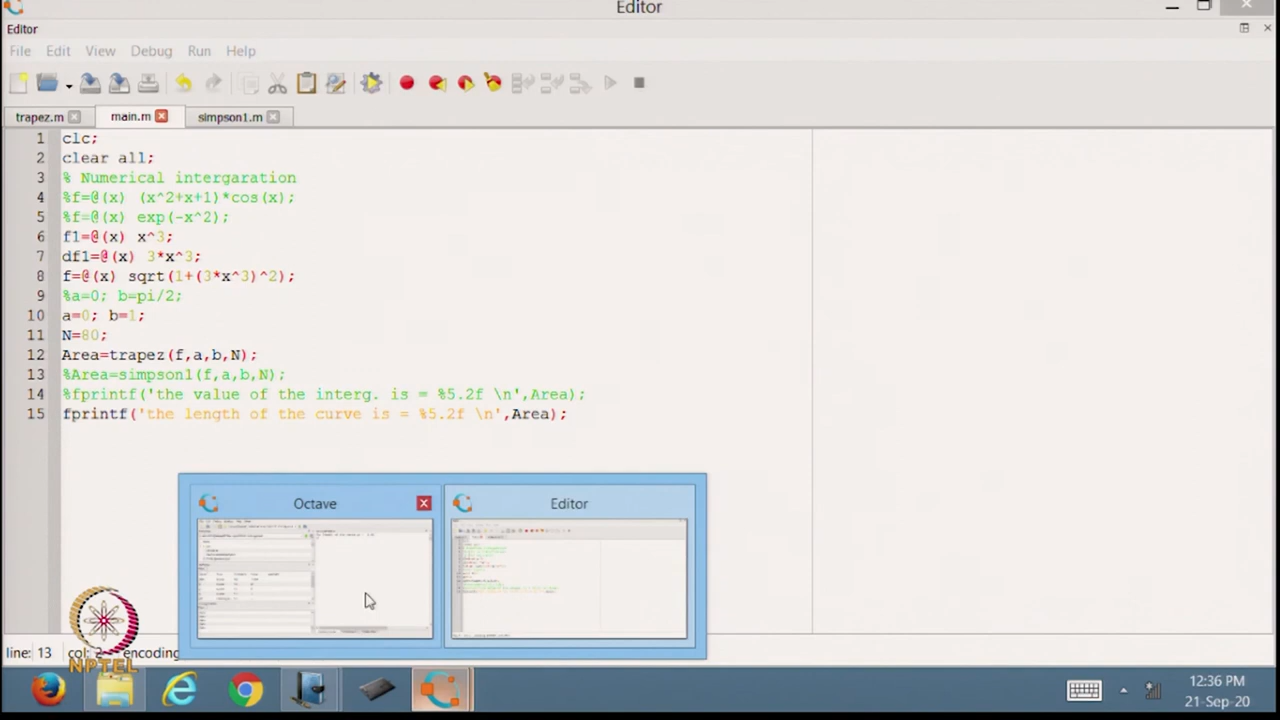 Editor
Editor
File Edit View Debug Run Help
trapez.m main.m simpson1.m
1 clc;
2 clear all;
3 % Numerical intergaration
4 %f=@(x) (x^2+x+1)*cos(x);
5 %f=@(x) exp(-x^2);
6 f1=@(x) x^3;
7 df1=@(x) 3*x^3;
8 f=@(x) sqrt(1+(3*x^3)^2);
9 %a=0; b=pi/2;
10 a=0; b=1;
11 N=80;
12 Area=trapez(f,a,b,N);
13 %Area=simpson1(f,a,b,N);
14 %fprintf('the value of the interg. is = %5.2f \n',Area);
15 fprintf('the length of the curve is = %5.2f \n',Area);
Octave Editor
line: 13 col: 2 encoding
NPTEL
12:36 PM
21-Sep-20